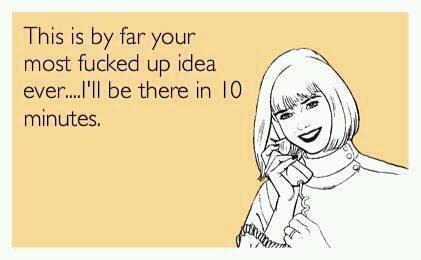 This is by far your
most fucked up idea
ever....I'll be there in 10
minutes.